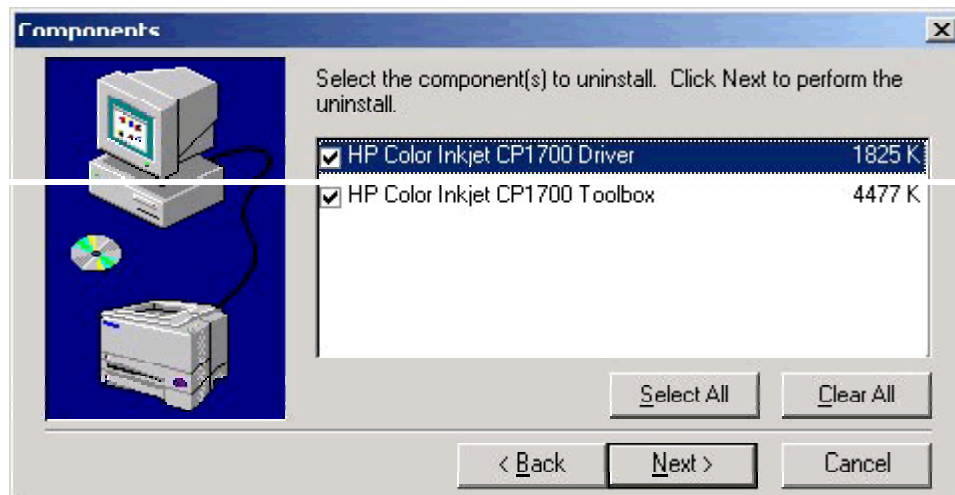 Components
Select the component(s) to uninstall. Click Next to perform the
uninstall.
HP Color Inkjet CP1700 Driver 1825 K
HP Color Inkjet CP1700 Toolbox 4477 K
Select All Clear All
< Back Next > Cancel